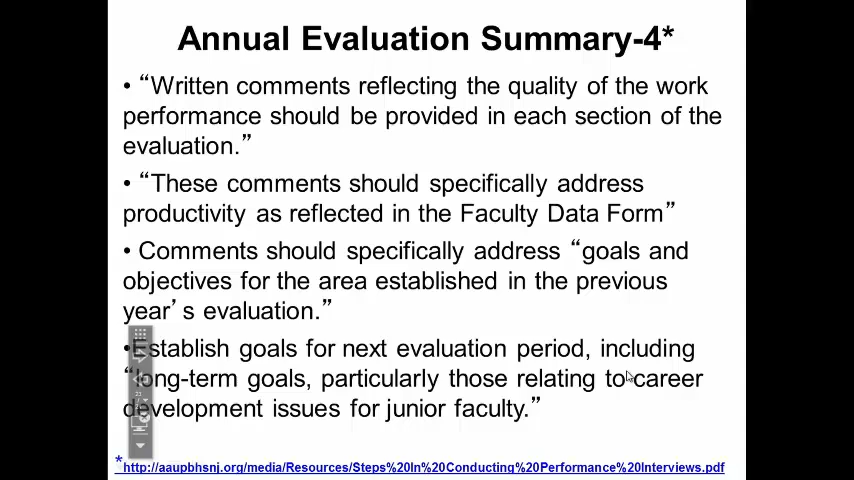 Annual Evaluation Summary-4*
• “Written comments reflecting the quality of the work
performance should be provided in each section of the
evaluation.”
• “These comments should specifically address
productivity as reflected in the Faculty Data Form”
• Comments should specifically address “goals and
objectives for the area established in the previous
year’s evaluation.”
•Establish goals for next evaluation period, including
“long-term goals, particularly those relating to career
development issues for junior faculty.”
*http://aaupbhsnj.org/media/Resources/Steps%20In%20Conducting%20Performance%20Interviews.pdf